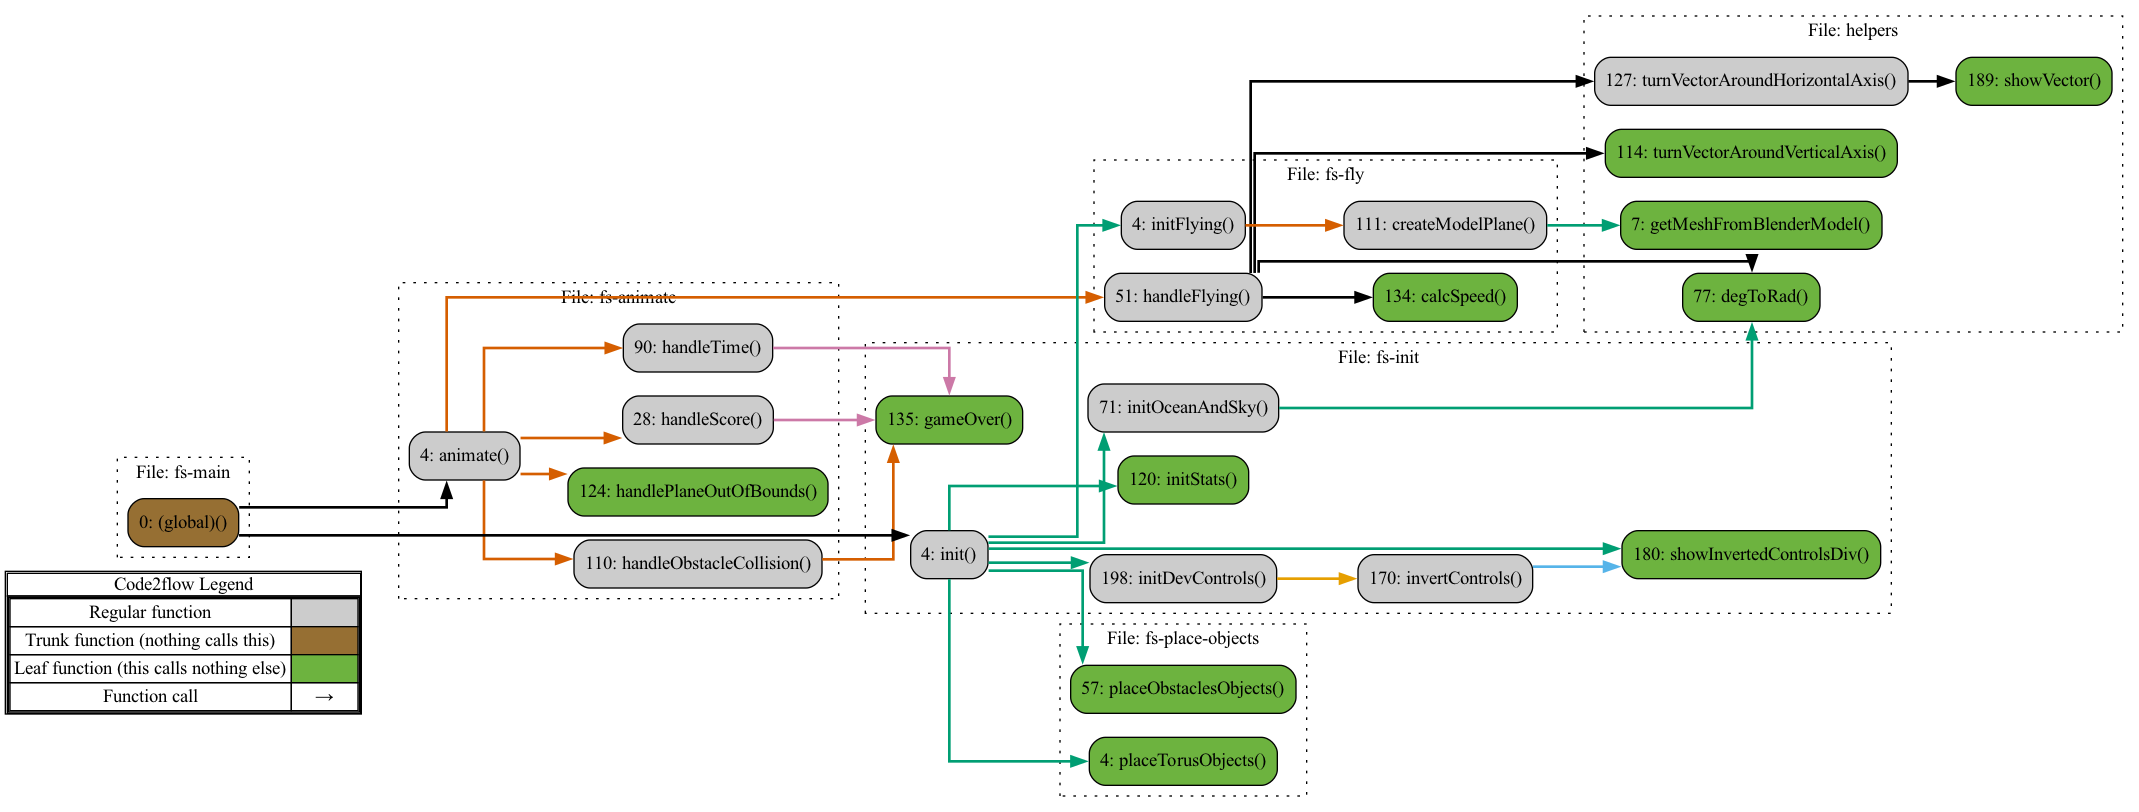 File: helpers
127: turnVectorAroundHorizontalAxis()
189: showVector()
114: turnVectorAroundVerticalAxis()
File: fs-fly
4: initFlying()
111: createModelPlane()
7: getMeshFromBlenderModel()
51: handleFlying()
134: calcSpeed()
77: degToRad()
File: fs-animate
90: handleTime()
File: fs-init
28: handleScore()
135: gameOver()
71: initOceanAndSky()
4: animate()
124: handlePlaneOutOfBounds()
120: initStats()
File: fs-main
0: (global)()
110: handleObstacleCollision()
4: init()
180: showInvertedControlsDiv()
198: initDevControls()
170: invertControls()
File: fs-place-objects
57: placeObstaclesObjects()
4: placeTorusObjects()
Code2flow Legend
Regular function
Trunk function (nothing calls this)
Leaf function (this calls nothing else)
Function call →